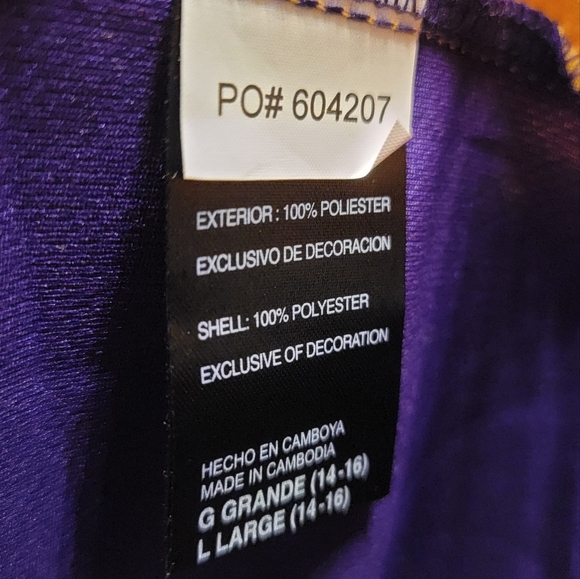 PO# 604207
EXTERIOR: 100% POLIESTER
EXCLUSIVO DE DECORACION
SHELL: 100% POLYESTER
EXCLUSIVE OF DECORATION
HECHO EN CAMBOYA
MADE IN CAMBODIA
G GRANDE (14-16)
L LARGE (14-16)